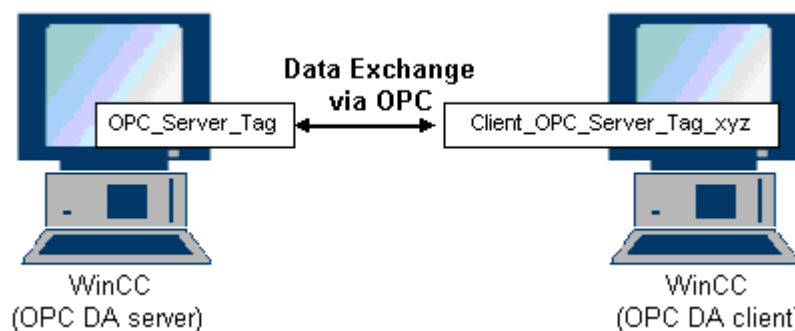 Data Exchange
via OPC
OPC_Server_Tag
Client_OPC_Server_Tag_xyz
WinCC
(OPC DA server)
WinCC
(OPC DA client)